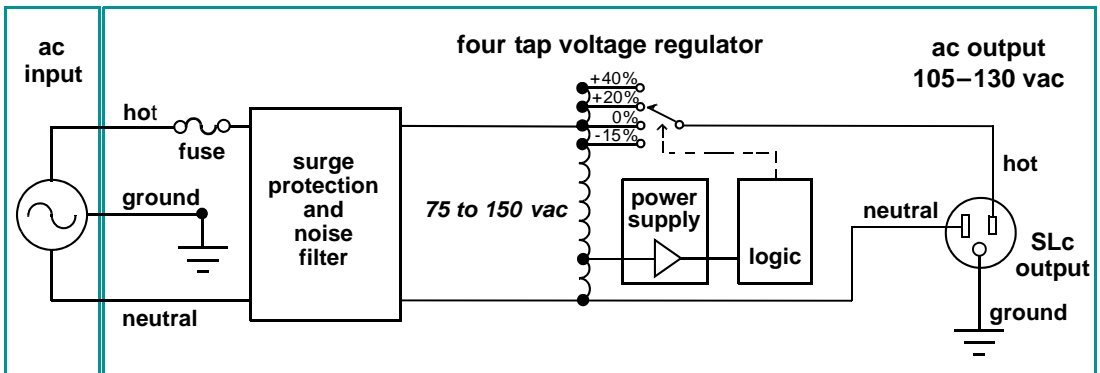 ac
input
four tap voltage regulator
ac output
105–130 vac
+40%
+20%
0%
-15%
hot
fuse
surge
protection
and
noise
filter
ground
75 to 150 vac
power
supply
logic
neutral
hot
SLc
output
ground
neutral